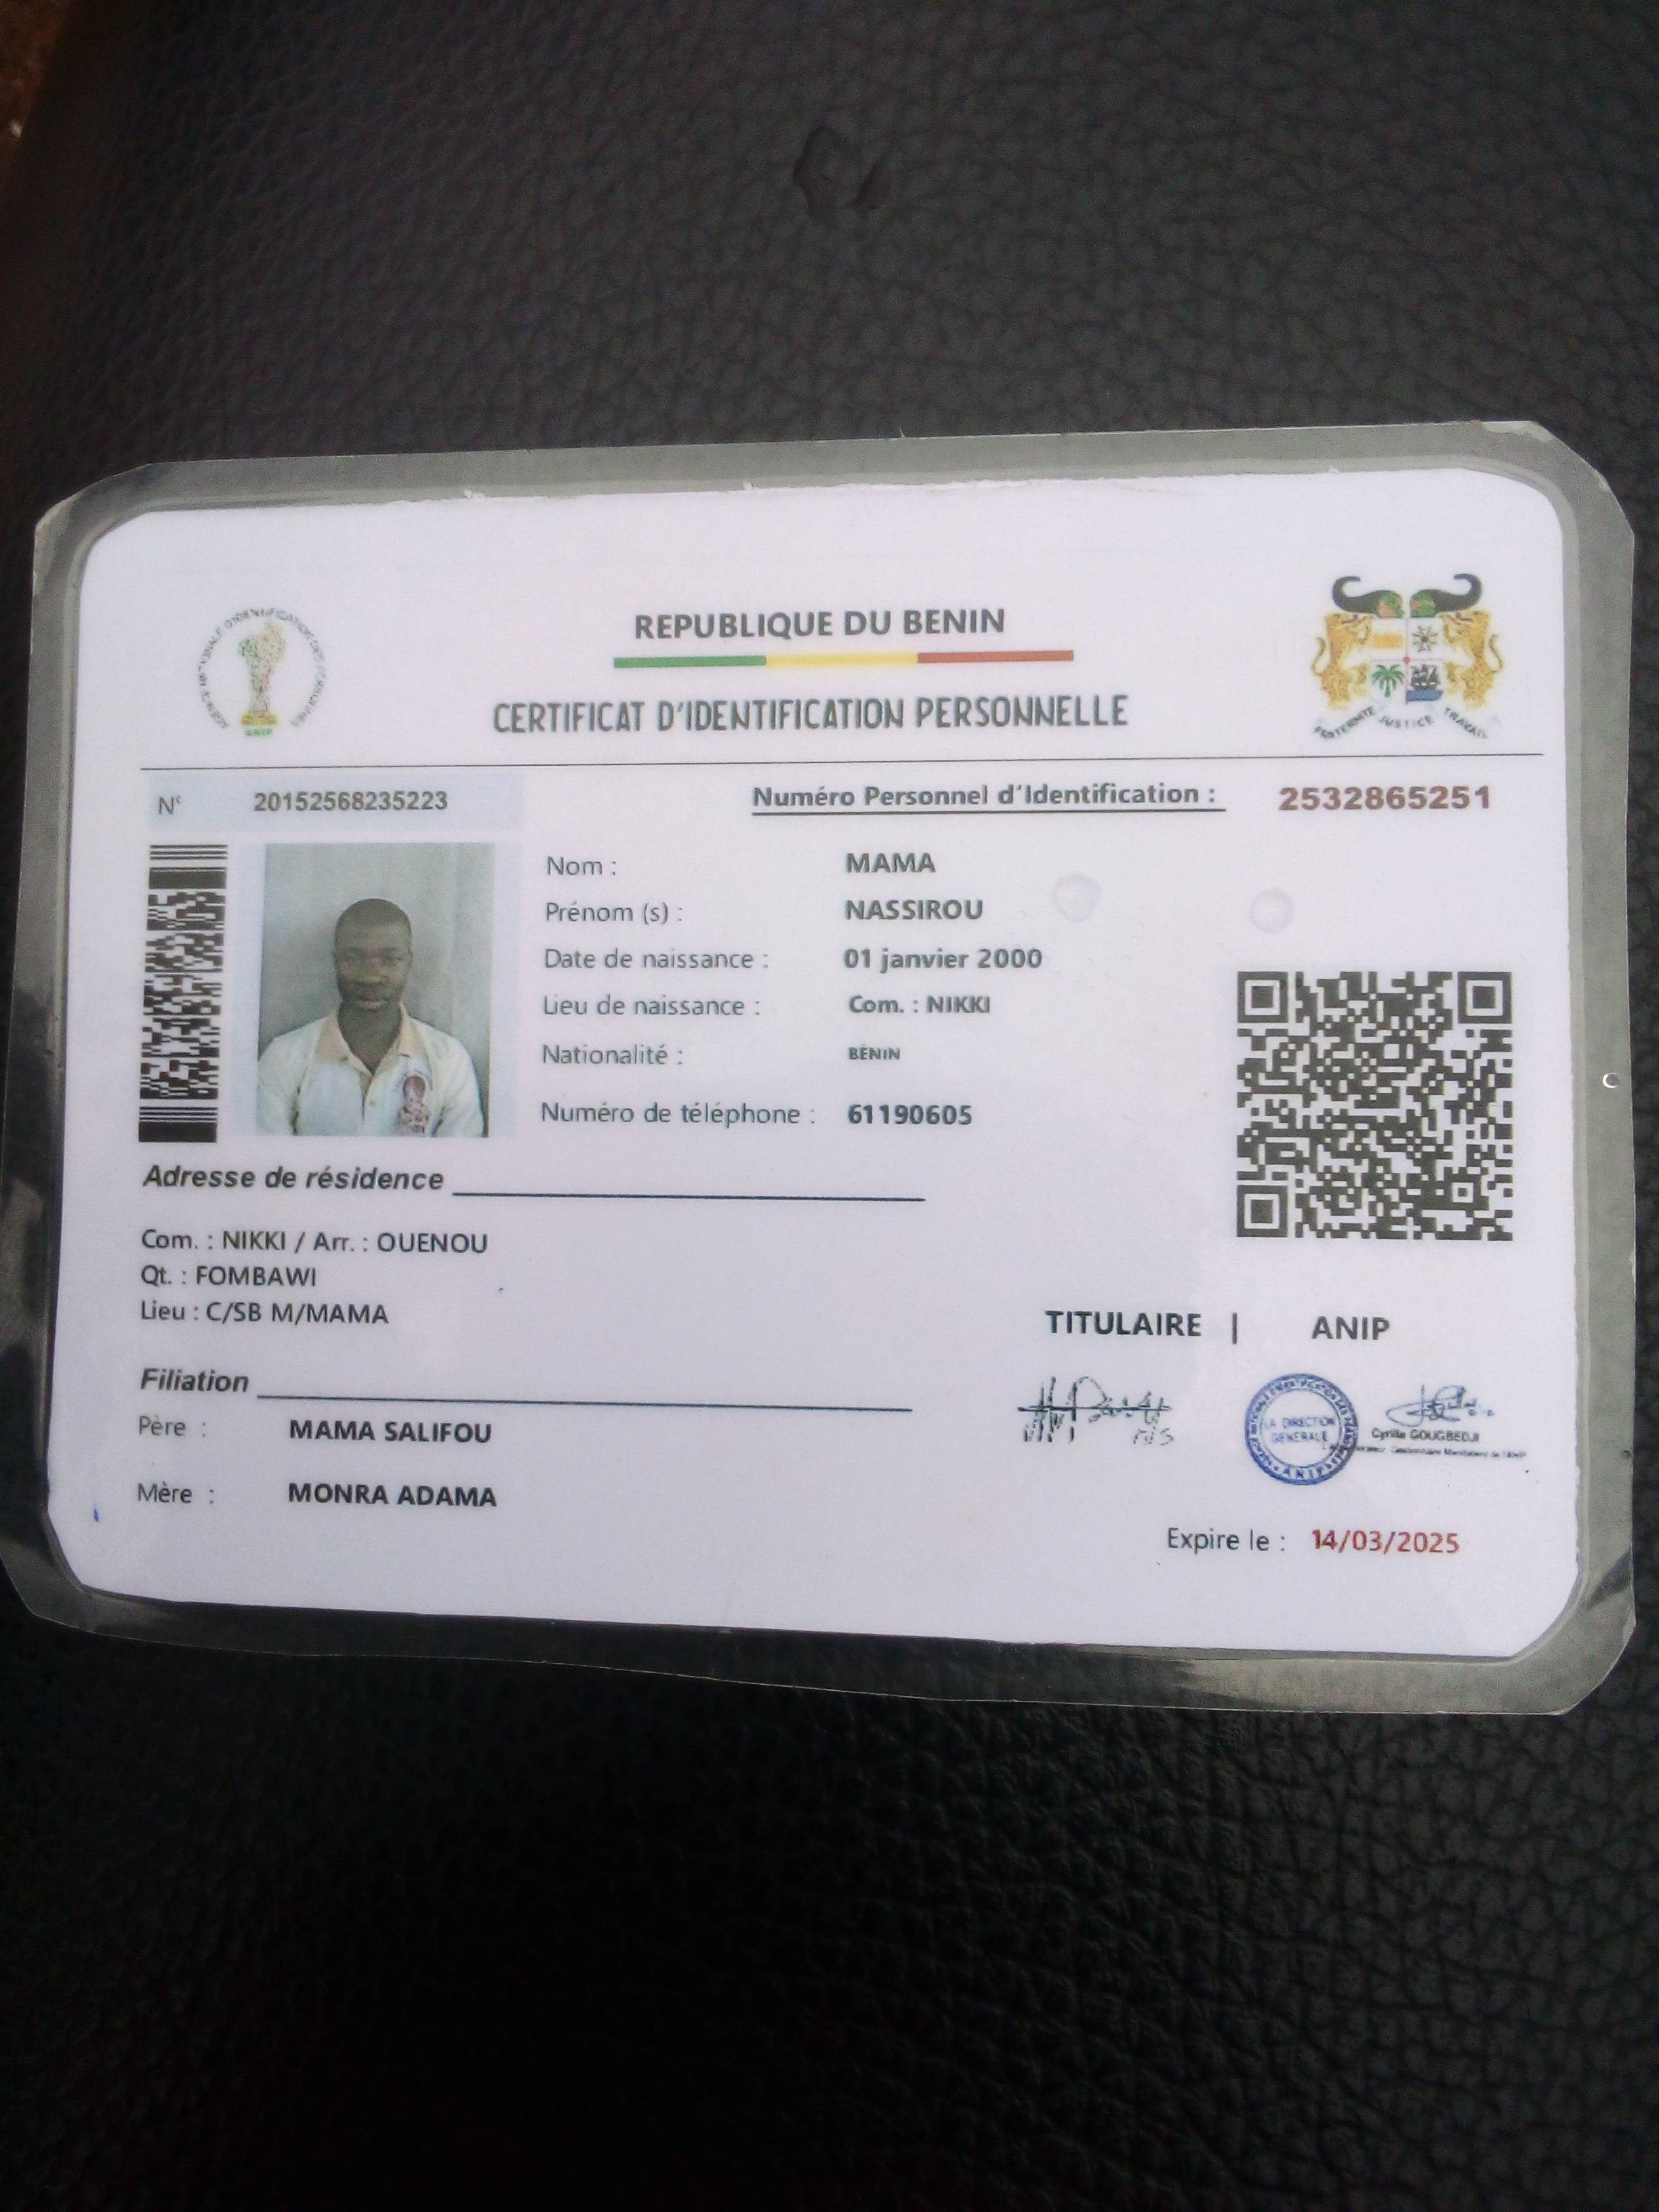 REPUBLIQUE DU BENIN
CERTIFICAT D'IDENTIFICATION PERSONNELLE
FRATERNITE JUSTICE TRAVAIL
ANIP
N° 20152568235223
Numéro Personnel d'Identification : 2532865251
Nom : MAMA
Prénom (s) : NASSIROU
Date de naissance : 01 janvier 2000
Lieu de naissance : Com. : NIKKI
Nationalité : BENIN
Numéro de téléphone : 61190605
Adresse de résidence
Com. : NIKKI / Arr. : OUENOU
Qt. : FOMBAWI
Lieu : C/SB M/MAMA
TITULAIRE | ANIP
LA DIRECTION
GENERALE
ANIP
Cyrille GOUGBEDJI
Filiation
Père : MAMA SALIFOU
Mère : MONRA ADAMA
Expire le : 14/03/2025